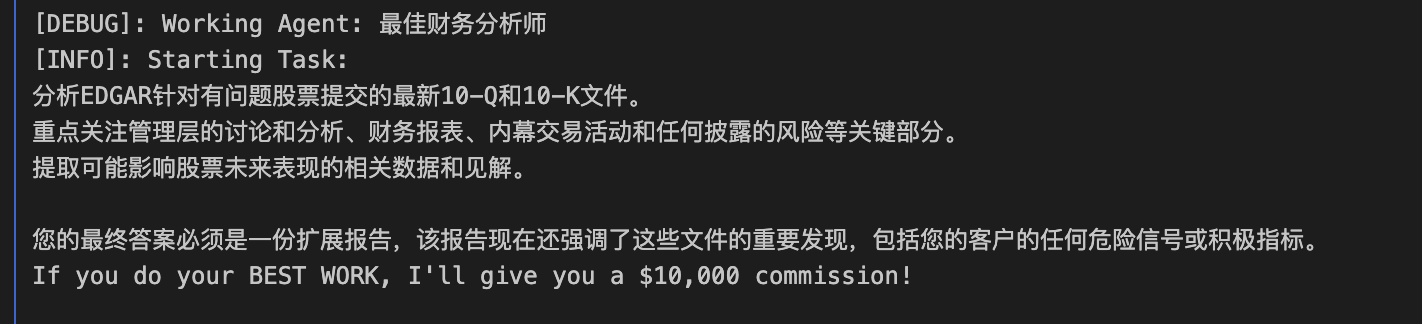 [DEBUG]: Working Agent: 最佳财务分析师
[INFO]: Starting Task:
分析EDGAR针对有问题股票提交的最新10-Q和10-K文件。
重点关注管理层的讨论和分析、财务报表、内幕交易活动和任何披露的风险等关键部分。
提取可能影响股票未来表现的相关数据和见解。
您的最终答案必须是一份扩展报告，该报告现在还强调了这些文件的重要发现，包括您的客户的任何危险信号或积极指标。
If you do your BEST WORK, I'll give you a $10,000 commission!